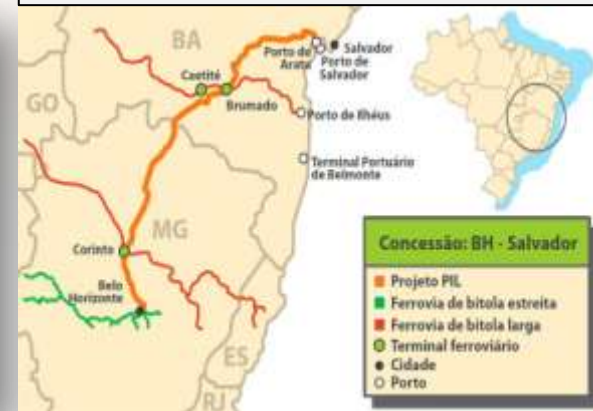 BA
Porto de
Aratu
Salvador
Porto de
Salvador
Caetité
GO
Brumado
Porto de Ilhéus
Terminal Portuário
de Belmonte
MG
Corinto
Belo
Horizonte
ES
RJ
Concessão: BH - Salvador
Projeto PIL
Ferrovia de bitola estreita
Ferrovia de bitola larga
Terminal ferroviário
Cidade
Porto